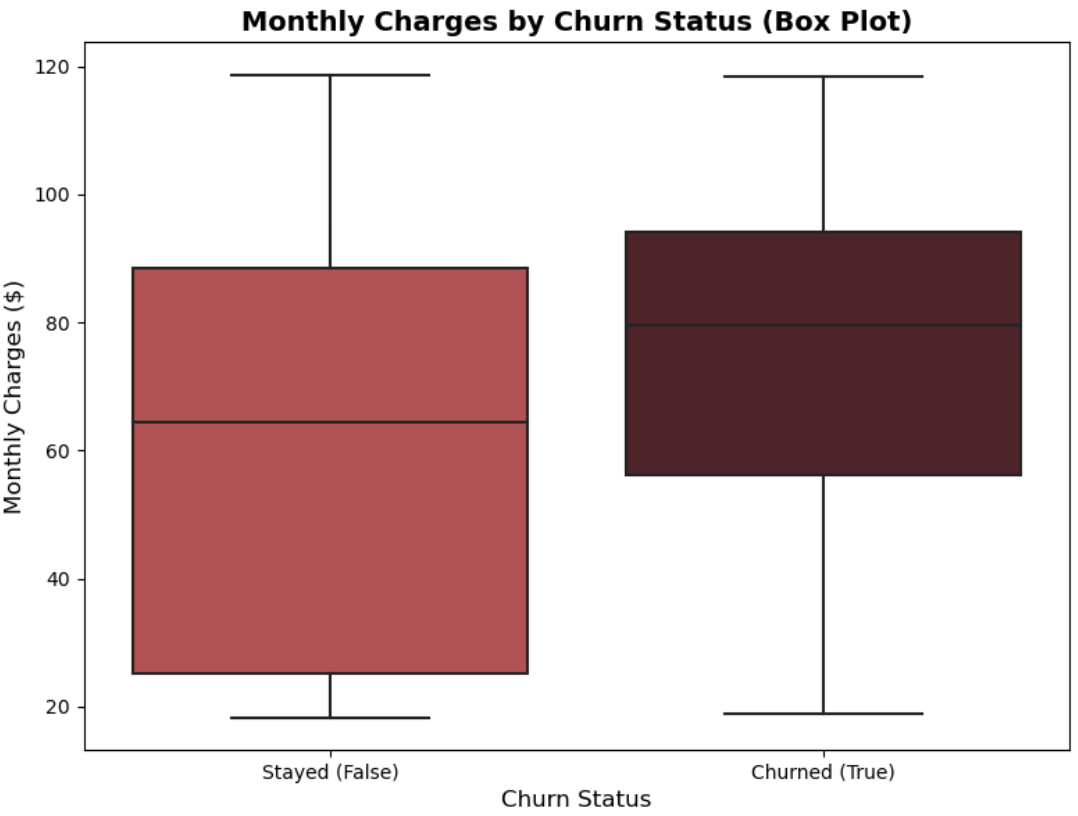 Monthly Charges by Churn Status (Box Plot)
120
100
80
60
40
20
Monthly Charges ($)
Stayed (False)
Churned (True)
Churn Status